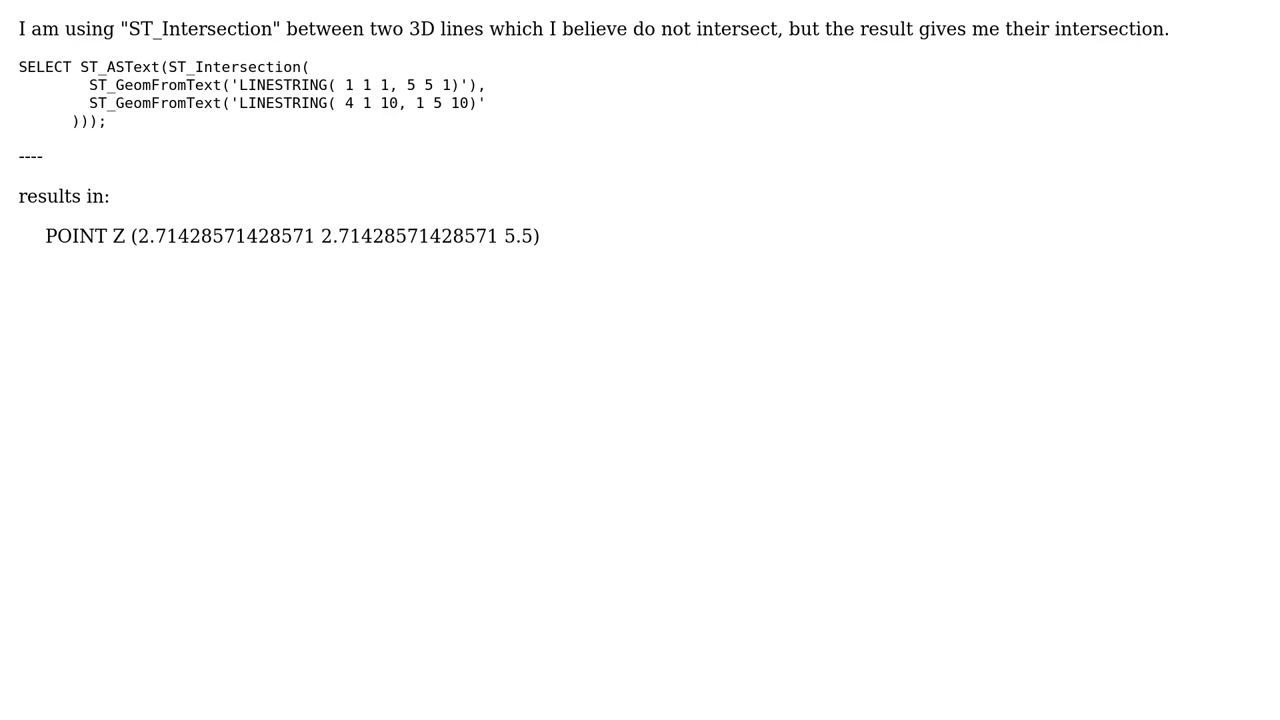 I am using "ST_Intersection" between two 3D lines which I believe do not intersect, but the result gives me their intersection.
SELECT ST_ASText(ST_Intersection(
        ST_GeomFromText('LINESTRING( 1 1 1, 5 5 1)'),
        ST_GeomFromText('LINESTRING( 4 1 10, 1 5 10)'
      )));
----
results in:
POINT Z (2.71428571428571 2.71428571428571 5.5)